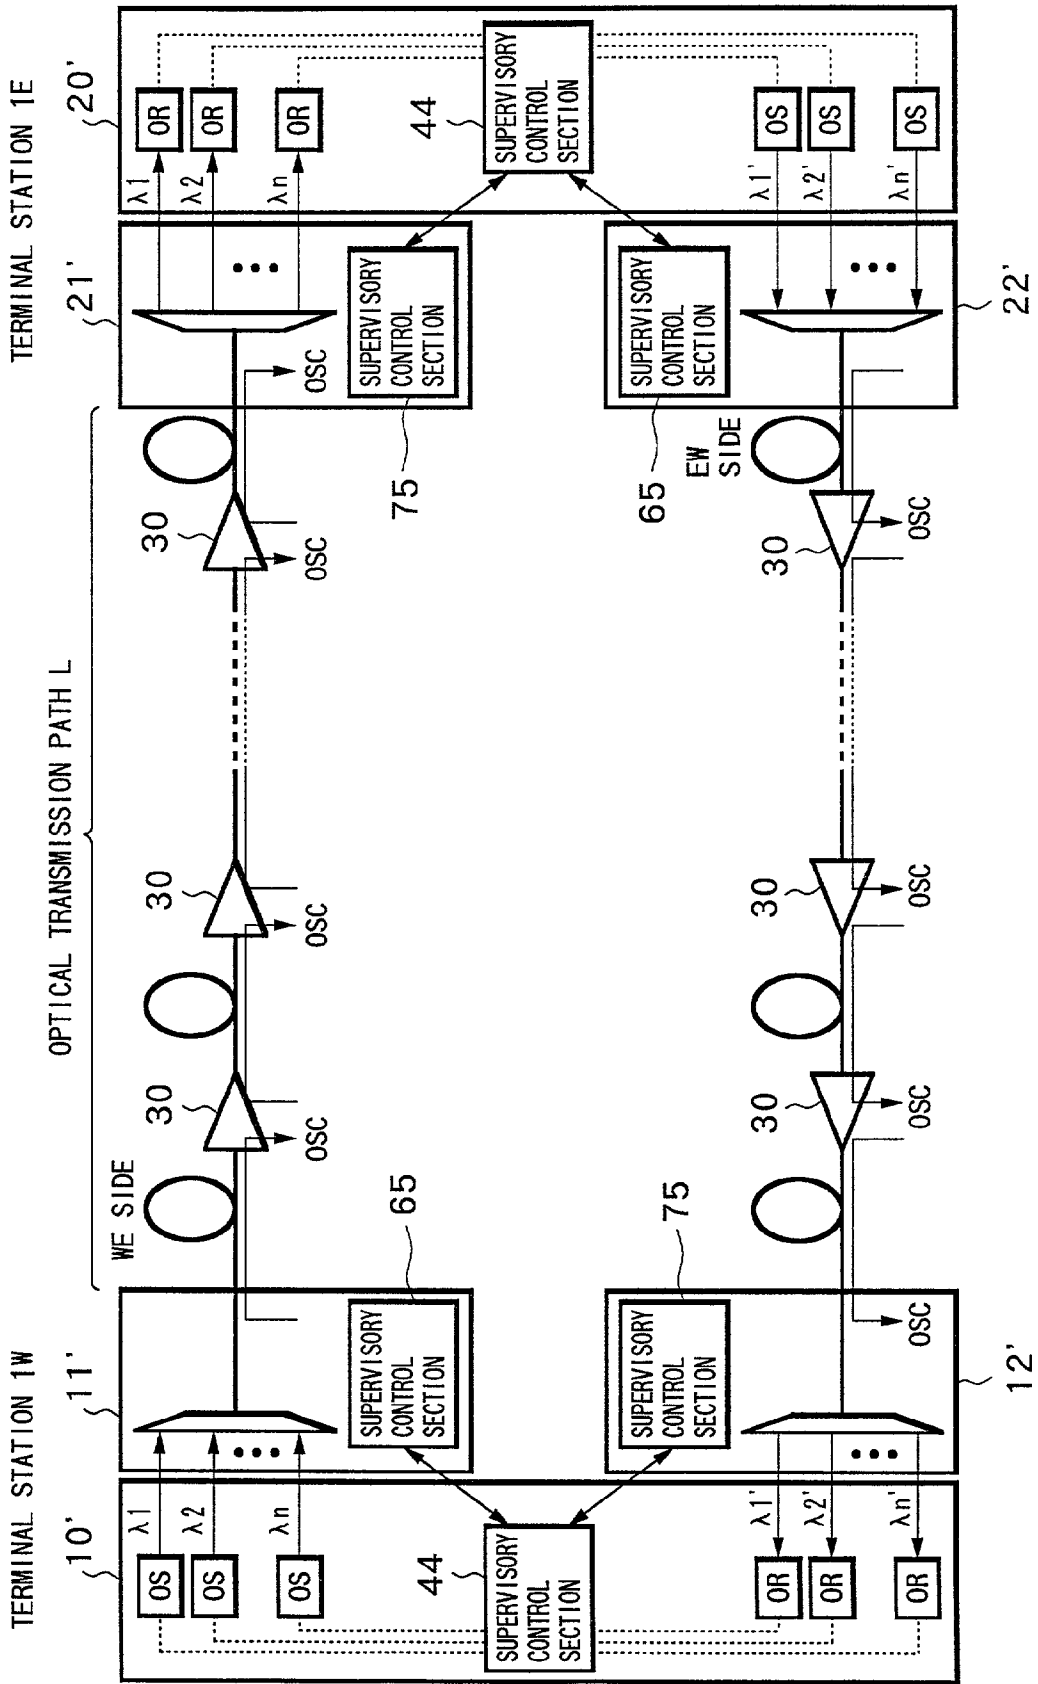 TERMINAL STATION 1W
TERMINAL STATION 1E
OPTICAL TRANSMISSION PATH L
10'
11'
WE SIDE
30
30
30
21'
20'
OS
λ1
OS
λ2
OS
λn
OSC
OSC
OSC
OSC
λ1
OR
λ2
OR
λn
OR
65
SUPERVISORY
CONTROL
SECTION
75
SUPERVISORY
CONTROL
SECTION
44
SUPERVISORY
CONTROL
SECTION
44
SUPERVISORY
CONTROL
SECTION
75
SUPERVISORY
CONTROL
SECTION
65
SUPERVISORY
CONTROL
SECTION
EW
SIDE
30
30
30
OR
λ1'
OR
λ2'
OR
λn'
OSC
OSC
OSC
OSC
λ1'
OS
λ2'
OS
λn'
OS
12'
22'